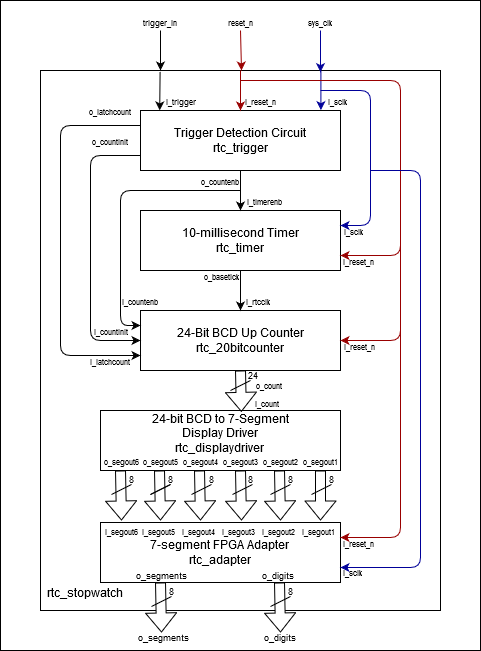 trigger_in
reset_n
sys_clk
i_trigger
i_reset_n
i_sclk
o_latchcount
Trigger Detection Circuit
rtc_trigger
o_countinit
o_countenb
i_timerenb
10-millisecond Timer
rtc_timer
i_sclk
i_reset_n
o_basetick
i_countenb
i_rtcclk
i_countinit
24-Bit BCD Up Counter
rtc_20bitcounter
i_reset_n
i_latchcount
24
o_count
i_count
24-bit BCD to 7-Segment
Display Driver
rtc_displaydriver
o_segout6 o_segout5 o_segout4 o_segout3 o_segout2 o_segout1
8 8 8 8 8 8
i_segout6 i_segout5 i_segout4 i_segout3 i_segout2 i_segout1
7-segment FPGA Adapter
rtc_adapter
i_reset_n
i_sclk
o_segments o_digits
rtc_stopwatch
8 8
o_segments o_digits